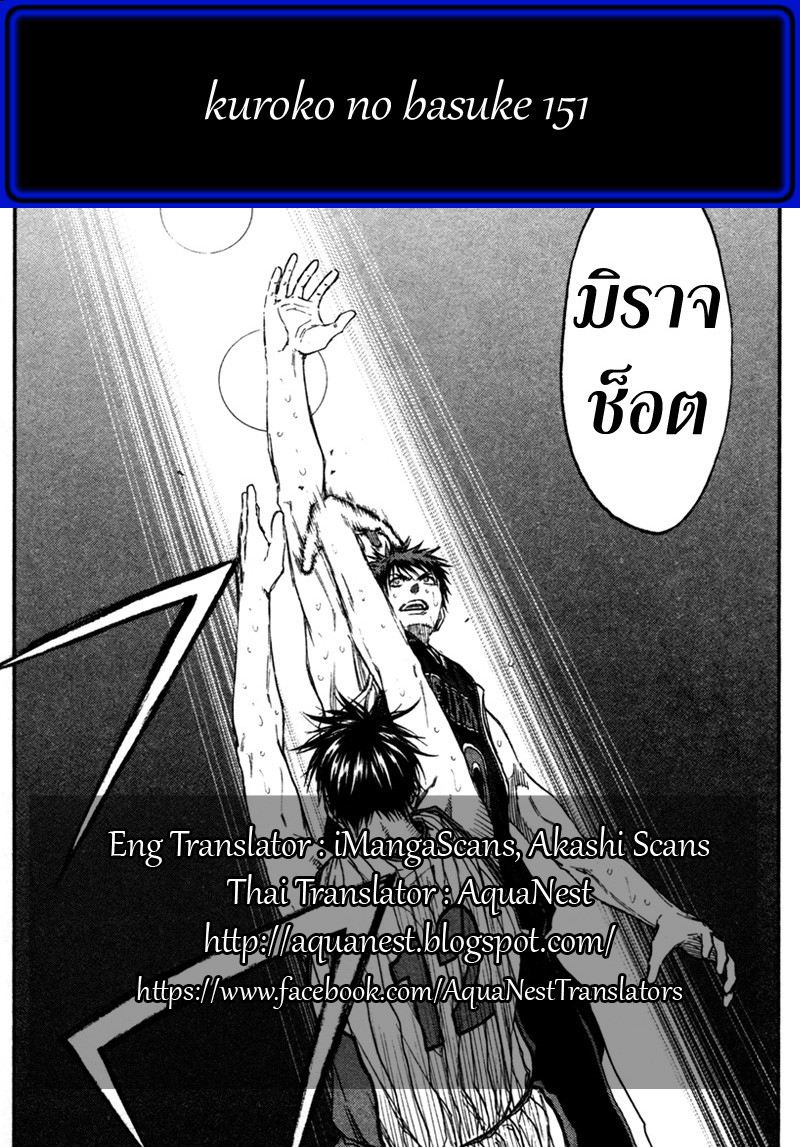 kuroko no basuke 151
มิราจ
ช็อต
Eng Translator : iMangaScans, Akashi Scans
Thai Translator : AquaNest
http://aquanest.blogspot.com/
https://www.facebook.com/AquaNestTranslators
12